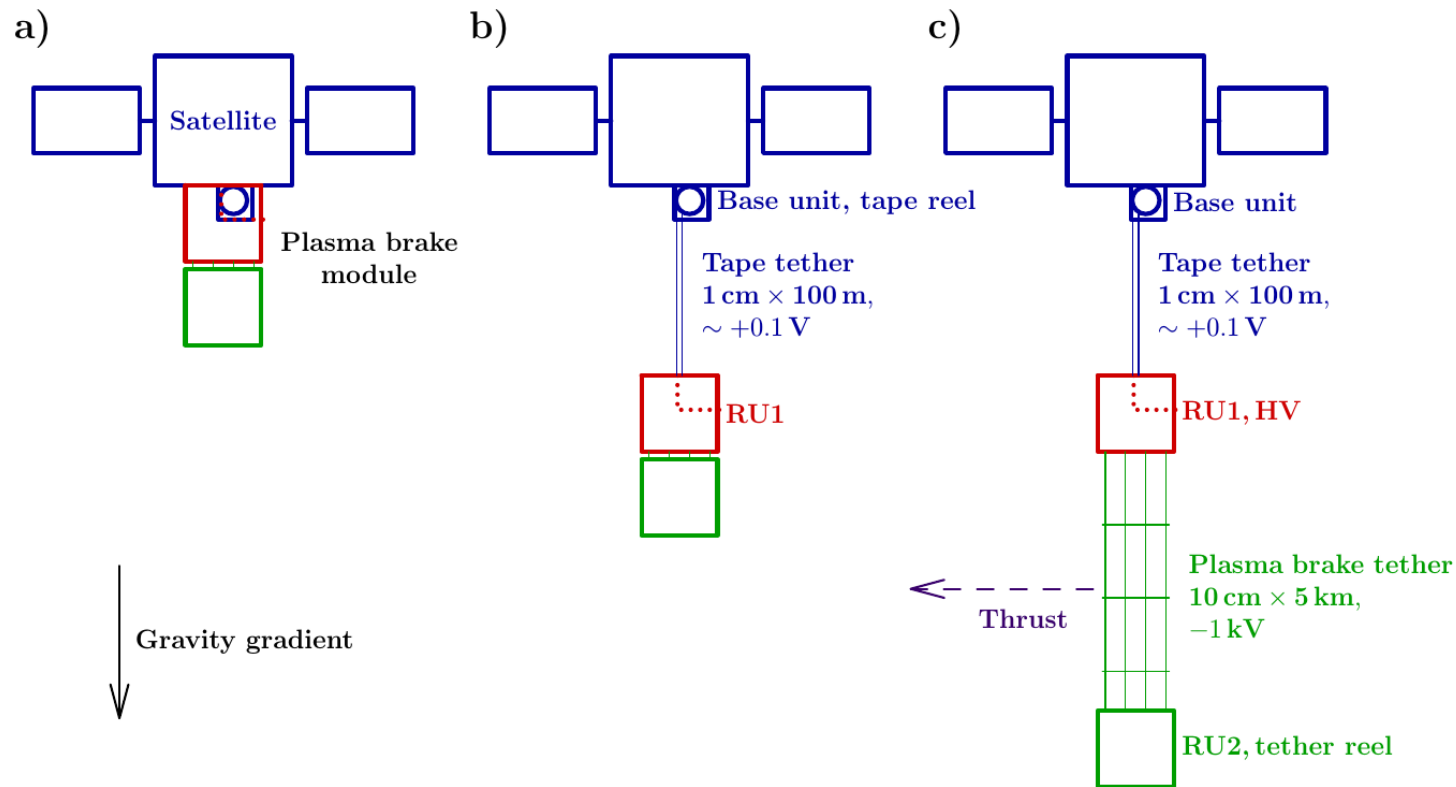 a)
Satellite
Plasma brake
module
Gravity gradient
b)
Base unit, tape reel
Tape tether
1 cm × 100 m,
∼ +0.1 V
RU1
c)
Base unit
Tape tether
1 cm × 100 m,
∼ +0.1 V
RU1, HV
Plasma brake tether
10 cm × 5 km,
−1 kV
Thrust
RU2, tether reel